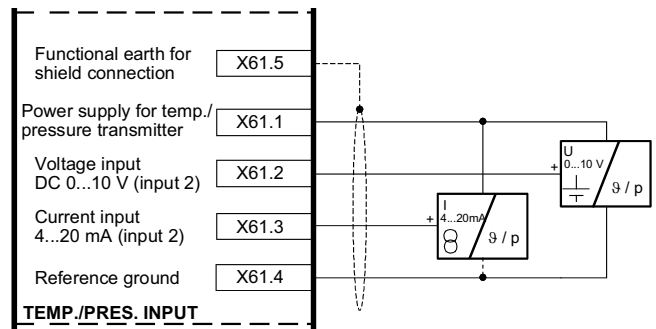 Functional earth for
shield connection
X61.5
Power supply for temp./
pressure transmitter
X61.1
Voltage input
DC 0...10 V (input 2)
X61.2
Current input
4...20 mA (input 2)
X61.3
Reference ground
X61.4
TEMP./PRES. INPUT
U
0...10 V
+
ϑ / p
I
4...20mA
+
ϑ / p